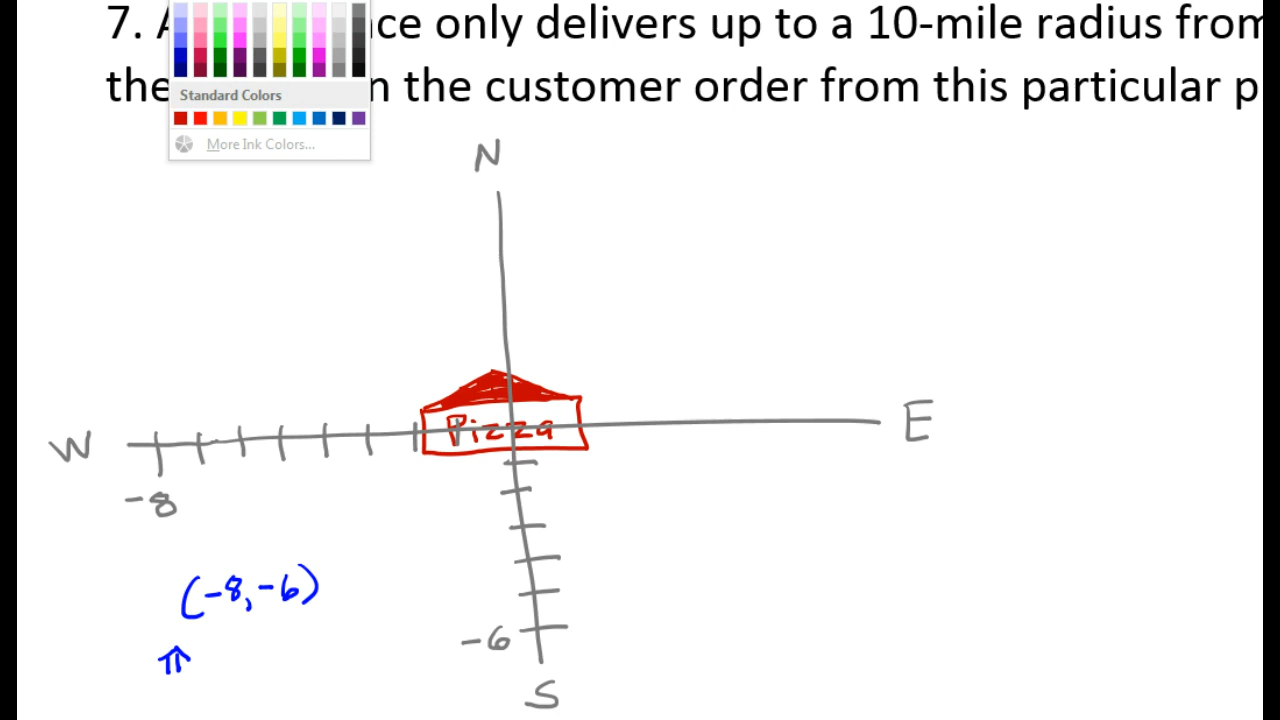 7. A ce only delivers up to a 10-mile radius from
the n the customer order from this particular p
Standard Colors
More Ink Colors...
N
Pizza
W E
-8
(-8,-6)
-6
S